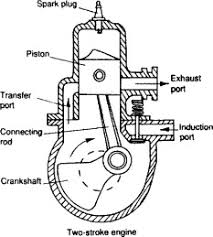 Spark plug
Piston
Exhaust
port
Transfer
port
Connecting
rod
Induction
port
Crankshaft
Two-stroke engine